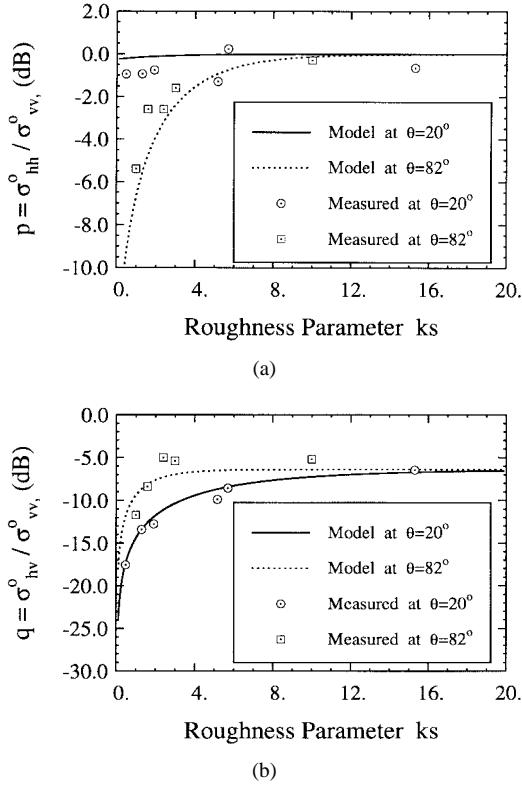 p = σ°hh / σ°vv, (dB)
2.0
0.0
-2.0
-4.0
-6.0
-8.0
-10.0
Model at θ=20°
Model at θ=82°
Measured at θ=20°
Measured at θ=82°
0. 4. 8. 12. 16. 20.
Roughness Parameter ks
(a)
q = σ°hv / σ°vv, (dB)
0.0
-5.0
-10.0
-15.0
-20.0
-25.0
-30.0
Model at θ=20°
Model at θ=82°
Measured at θ=20°
Measured at θ=82°
0. 4. 8. 12. 16. 20.
Roughness Parameter ks
(b)